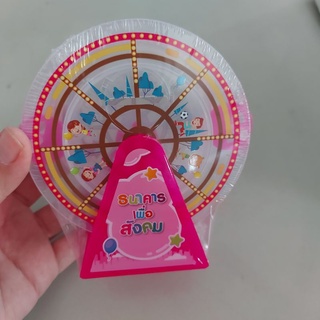 ธนาคาร
เพื่อ
สังคม